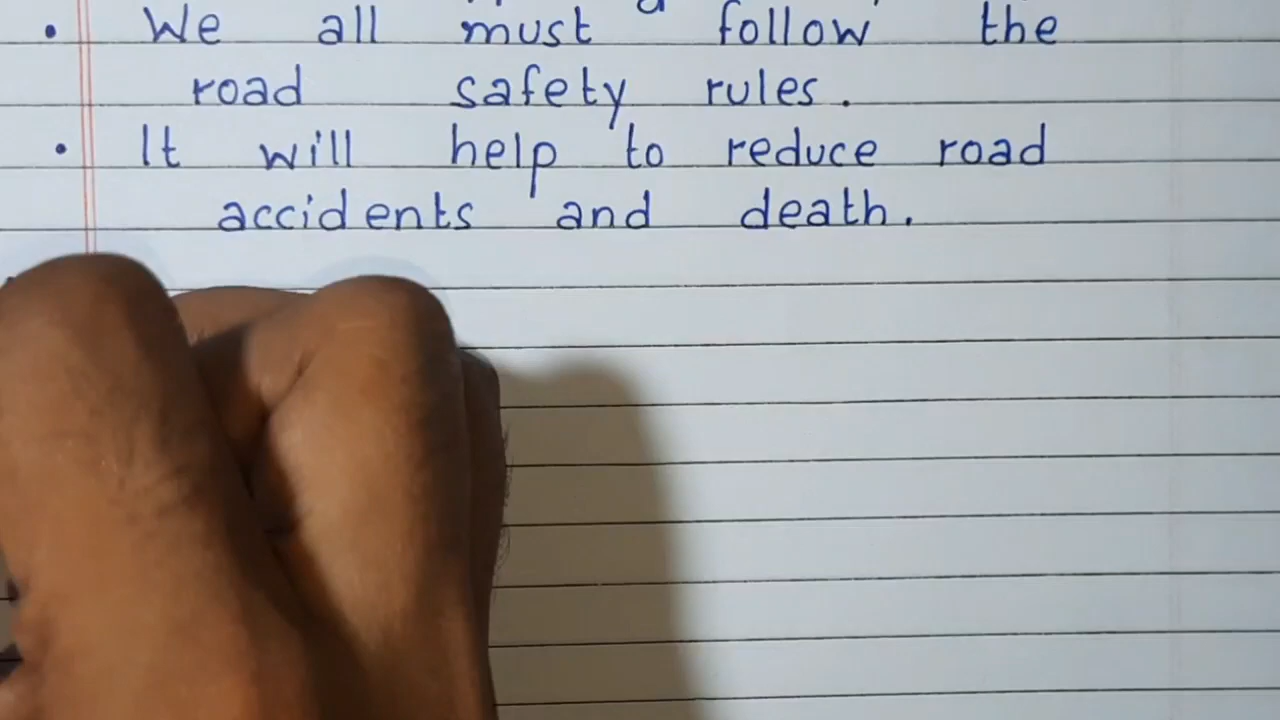 • We all must follow the
road safety rules.
• It will help to reduce road
accidents and death.